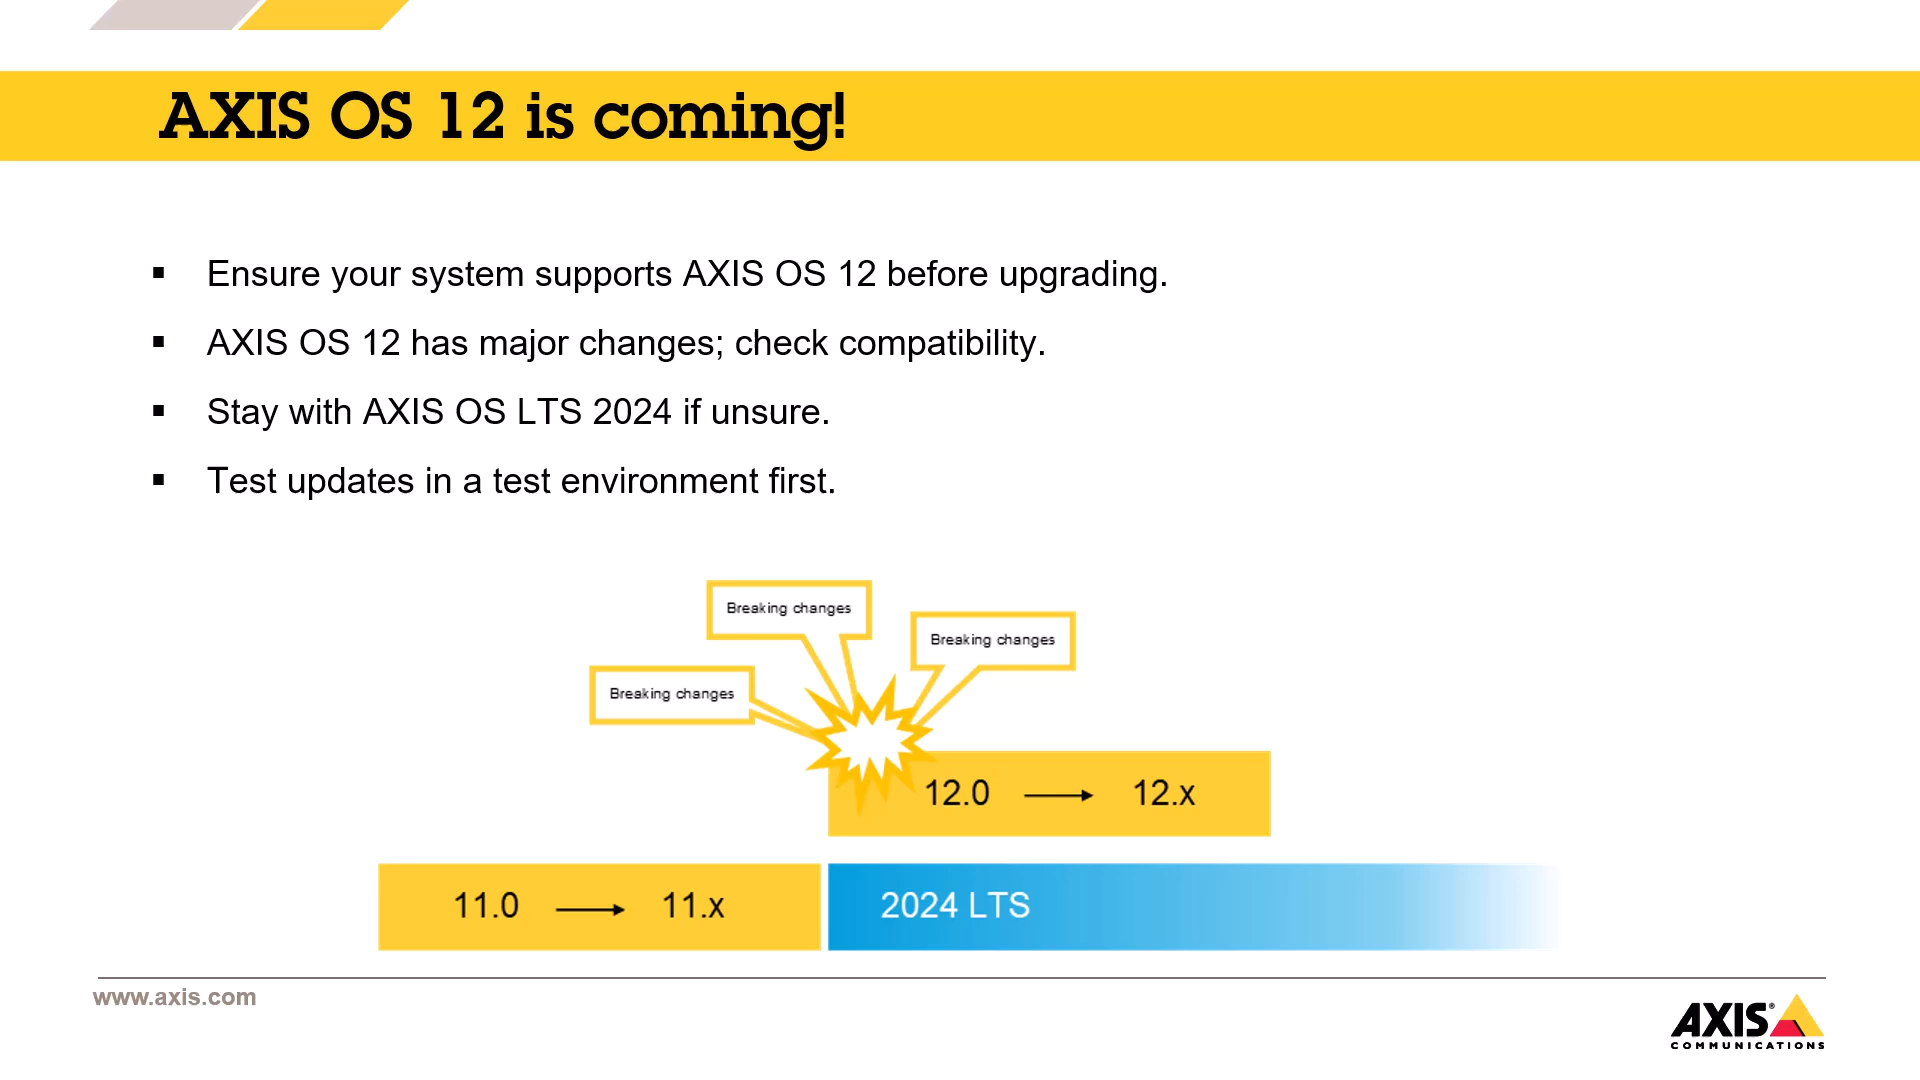 AXIS OS 12 is coming!
▪ Ensure your system supports AXIS OS 12 before upgrading.
▪ AXIS OS 12 has major changes; check compatibility.
▪ Stay with AXIS OS LTS 2024 if unsure.
▪ Test updates in a test environment first.
Breaking changes
Breaking changes
Breaking changes
12.0 → 12.x
11.0 → 11.x
2024 LTS
www.axis.com
AXIS®
COMMUNICATIONS